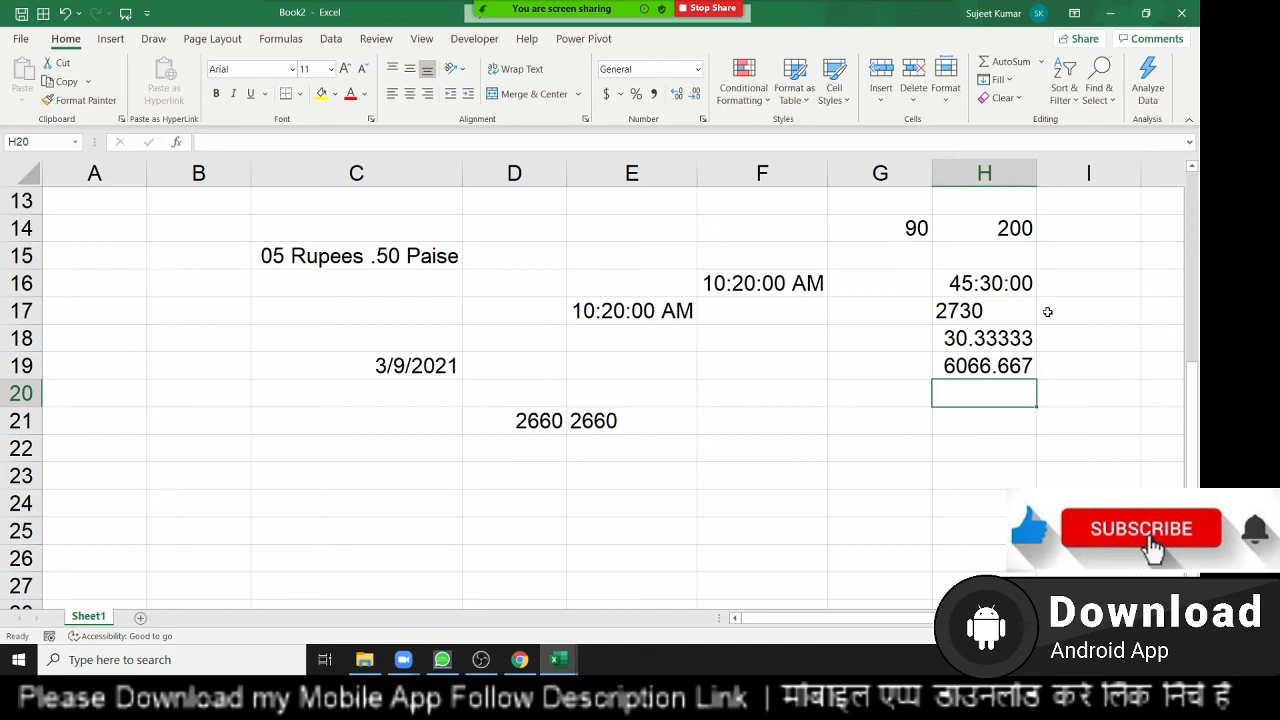 Book2 - Excel
You are screen sharing
Stop Share
Sujeet Kumar
SK
File Home Insert Draw Page Layout Formulas Data Review View Developer Help Power Pivot
Share
Comments
Paste
Cut
Copy
Format Painter
Clipboard
Paste as Hyperlink
Paste as HyperLink
Arial
11
B I U
Font
Wrap Text
Merge & Center
Alignment
General
$ %
Number
Conditional Formatting
Format as Table
Cell Styles
Styles
Insert
Delete
Format
Cells
AutoSum
Fill
Clear
Sort & Filter
Find & Select
Editing
Analyze Data
Analysis
H20
fx
A B C D E F G H I
13
14 90 200
15 05 Rupees .50 Paise
16 10:20:00 AM 45:30:00
17 10:20:00 AM 2730
18 30.33333
19 3/9/2021 6066.667
20
21 2660 2660
22
23
24
25
26
27
SUBSCRIBE
Download
Android App
Sheet1
Ready
Accessibility: Good to go
Type here to search
Please Download my Mobile App Follow Description Link | मोबाइल एप्प डाउनलोड करे लिंक निचे है